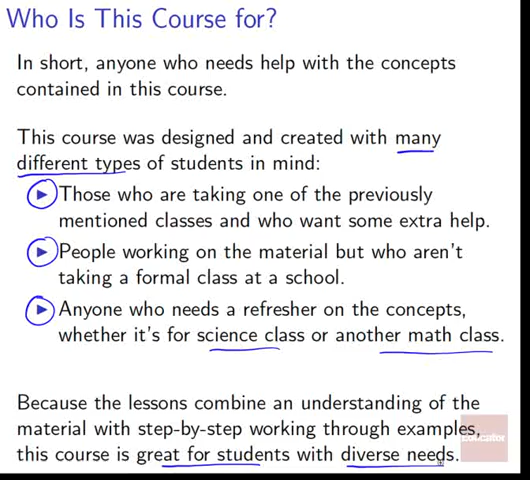 Who Is This Course for?
In short, anyone who needs help with the concepts
contained in this course.
This course was designed and created with many
different types of students in mind:
Those who are taking one of the previously
mentioned classes and who want some extra help.
People working on the material but who aren't
taking a formal class at a school.
Anyone who needs a refresher on the concepts,
whether it's for science class or another math class.
Because the lessons combine an understanding of the
material with step-by-step working through examples,
this course is great for students with diverse needs.